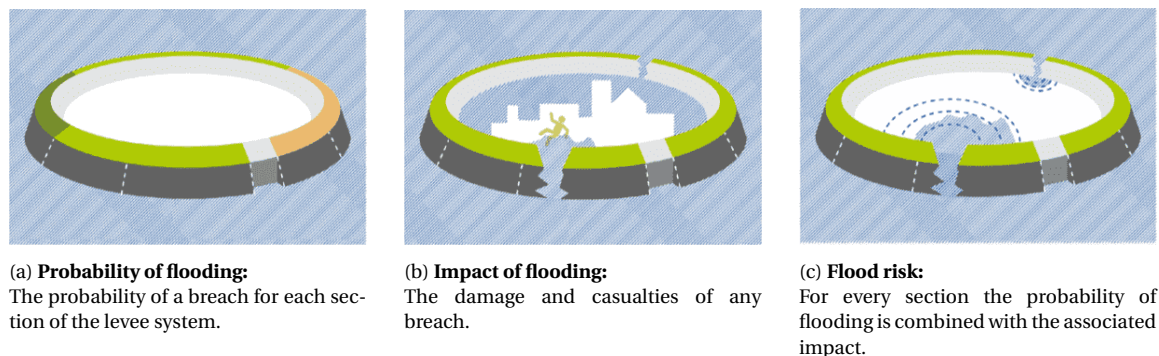 (a) Probability of flooding:
The probability of a breach for each sec-
tion of the levee system.
(b) Impact of flooding:
The damage and casualties of any
breach.
(c) Flood risk:
For every section the probability of
flooding is combined with the associated
impact.